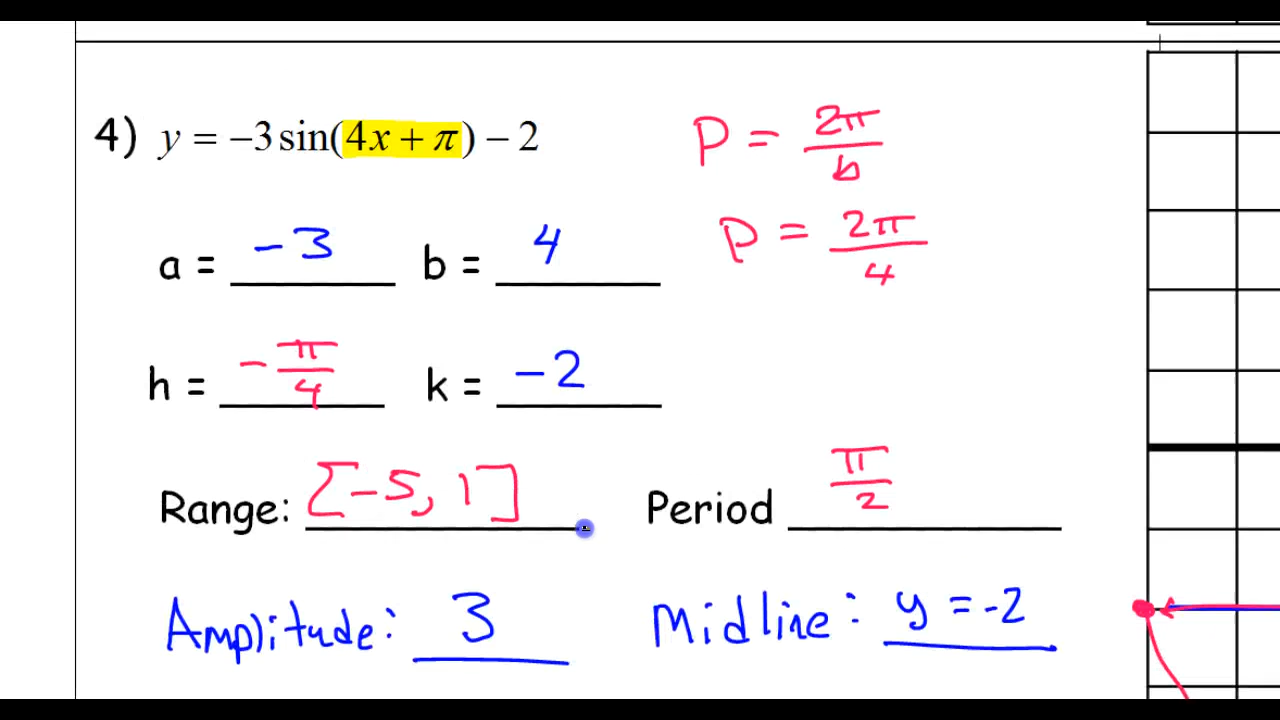 4) y = −3 sin(4x + π) − 2
P = 2π/b
P = 2π/4
a = -3 b = 4
h = -π/4 k = -2
Range: [-5, 1] Period π/2
Amplitude: 3 Midline: y = -2